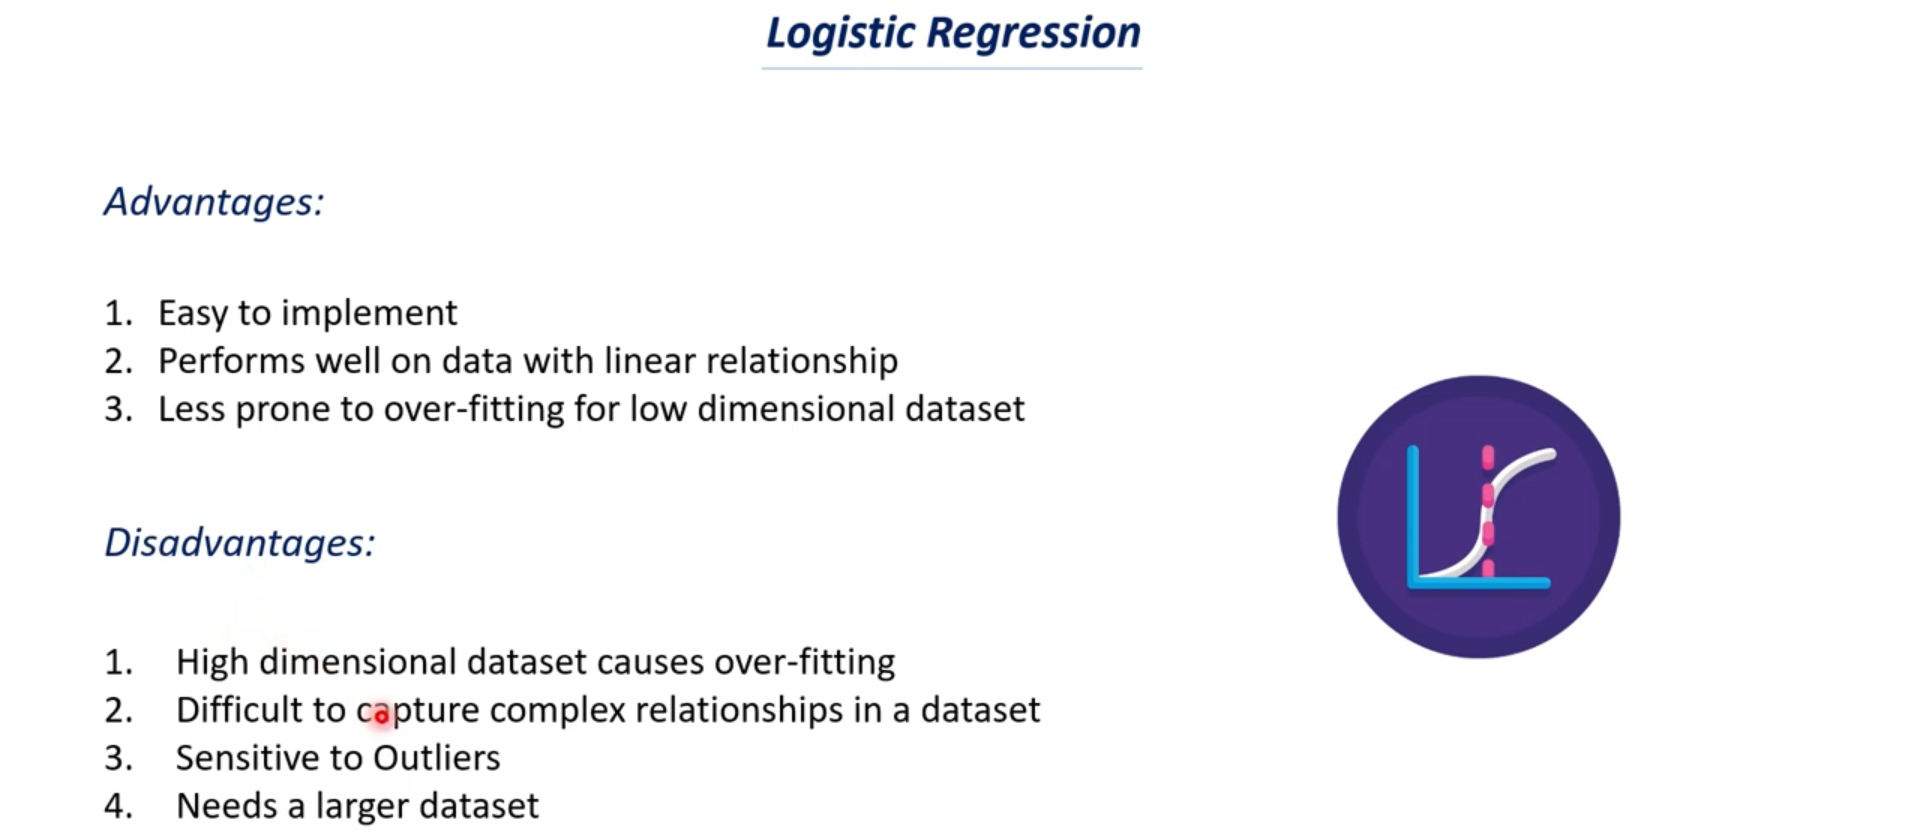 Logistic Regression
Advantages:
1. Easy to implement
2. Performs well on data with linear relationship
3. Less prone to over-fitting for low dimensional dataset
Disadvantages:
1. High dimensional dataset causes over-fitting
2. Difficult to capture complex relationships in a dataset
3. Sensitive to Outliers
4. Needs a larger dataset